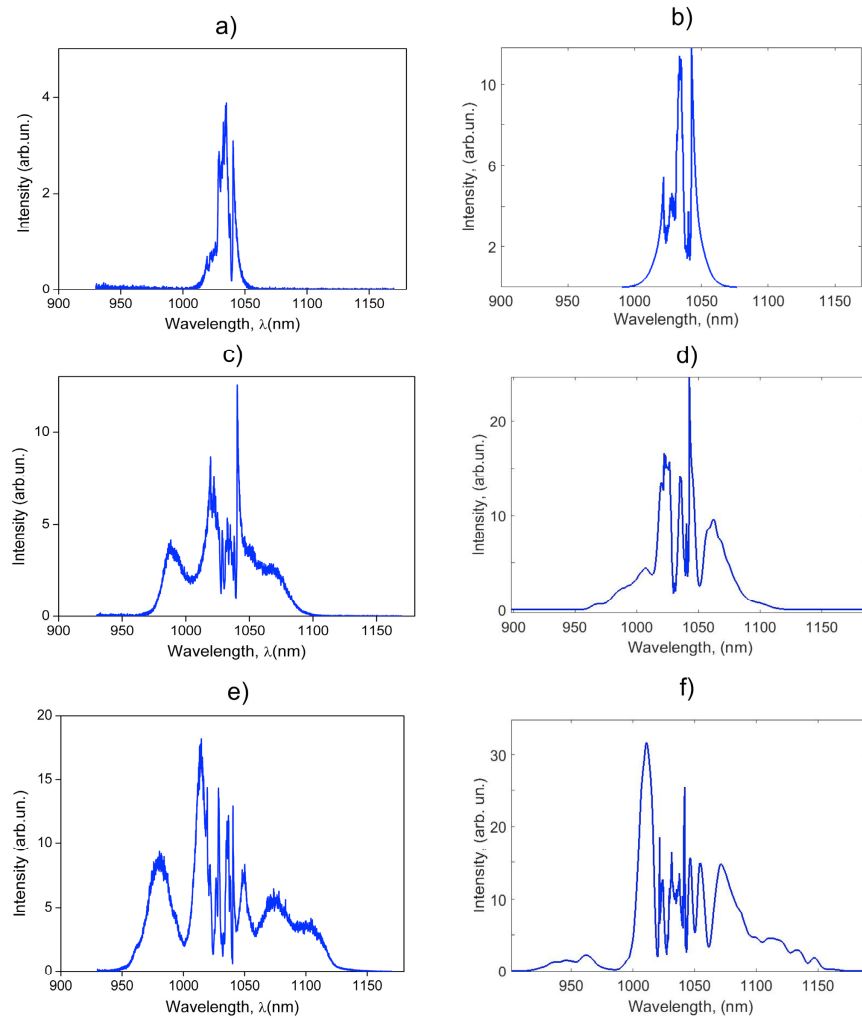 a)
b)
Intensity (arb.un.)
4
2
0
900 950 1000 1050 1100 1150
Wavelength, λ(nm)
Intensity, (arb.un.)
10
6
2
900 950 1000 1050 1100 1150
Wavelength, (nm)
c)
d)
Intensity (arb.un.)
10
5
0
900 950 1000 1050 1100 1150
Wavelength, λ(nm)
Intensity, (arb.un.)
20
10
0
900 950 1000 1050 1100 1150
Wavelength, (nm)
e)
f)
Intensity (arb.un.)
20
15
10
5
0
900 950 1000 1050 1100 1150
Wavelength, λ(nm)
Intensity, (arb. un.)
30
20
10
0
950 1000 1050 1100 1150
Wavelength, (nm)